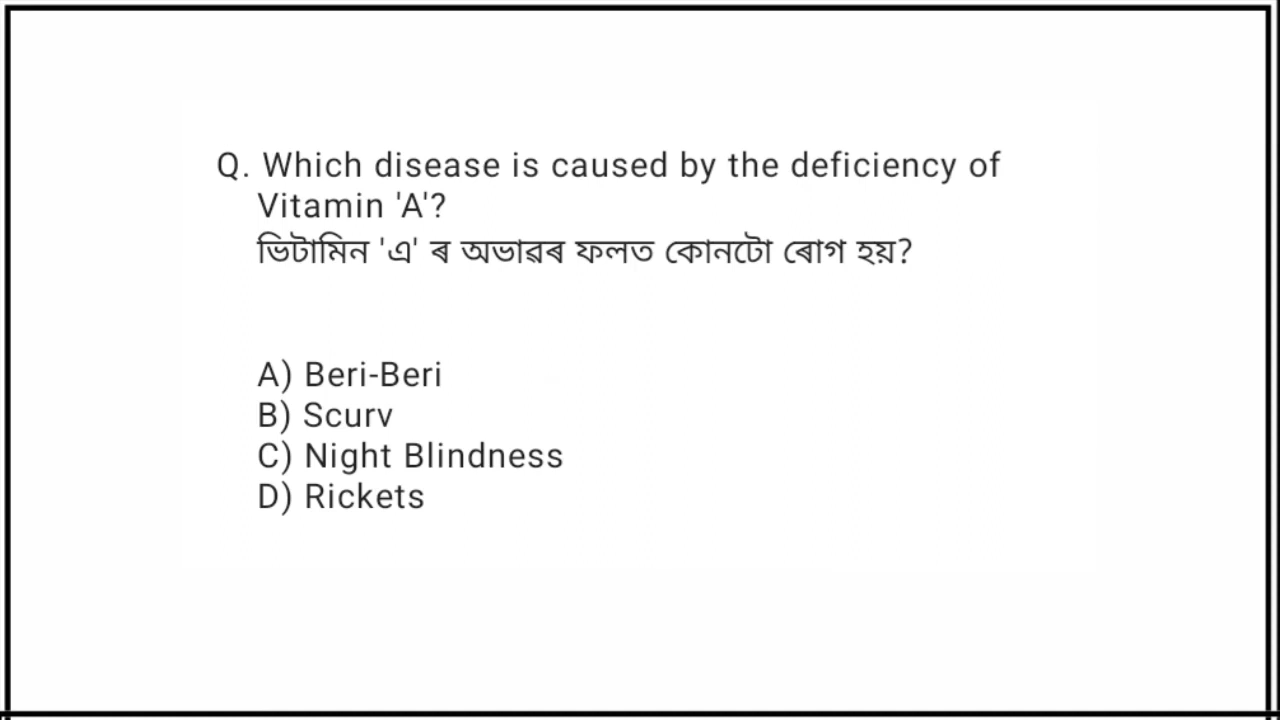 Q. Which disease is caused by the deficiency of
Vitamin 'A'?
ভিটামিন 'এ' ৰ অভাৱৰ ফলত কোনটো ৰোগ হয়?
A) Beri-Beri
B) Scurv
C) Night Blindness
D) Rickets